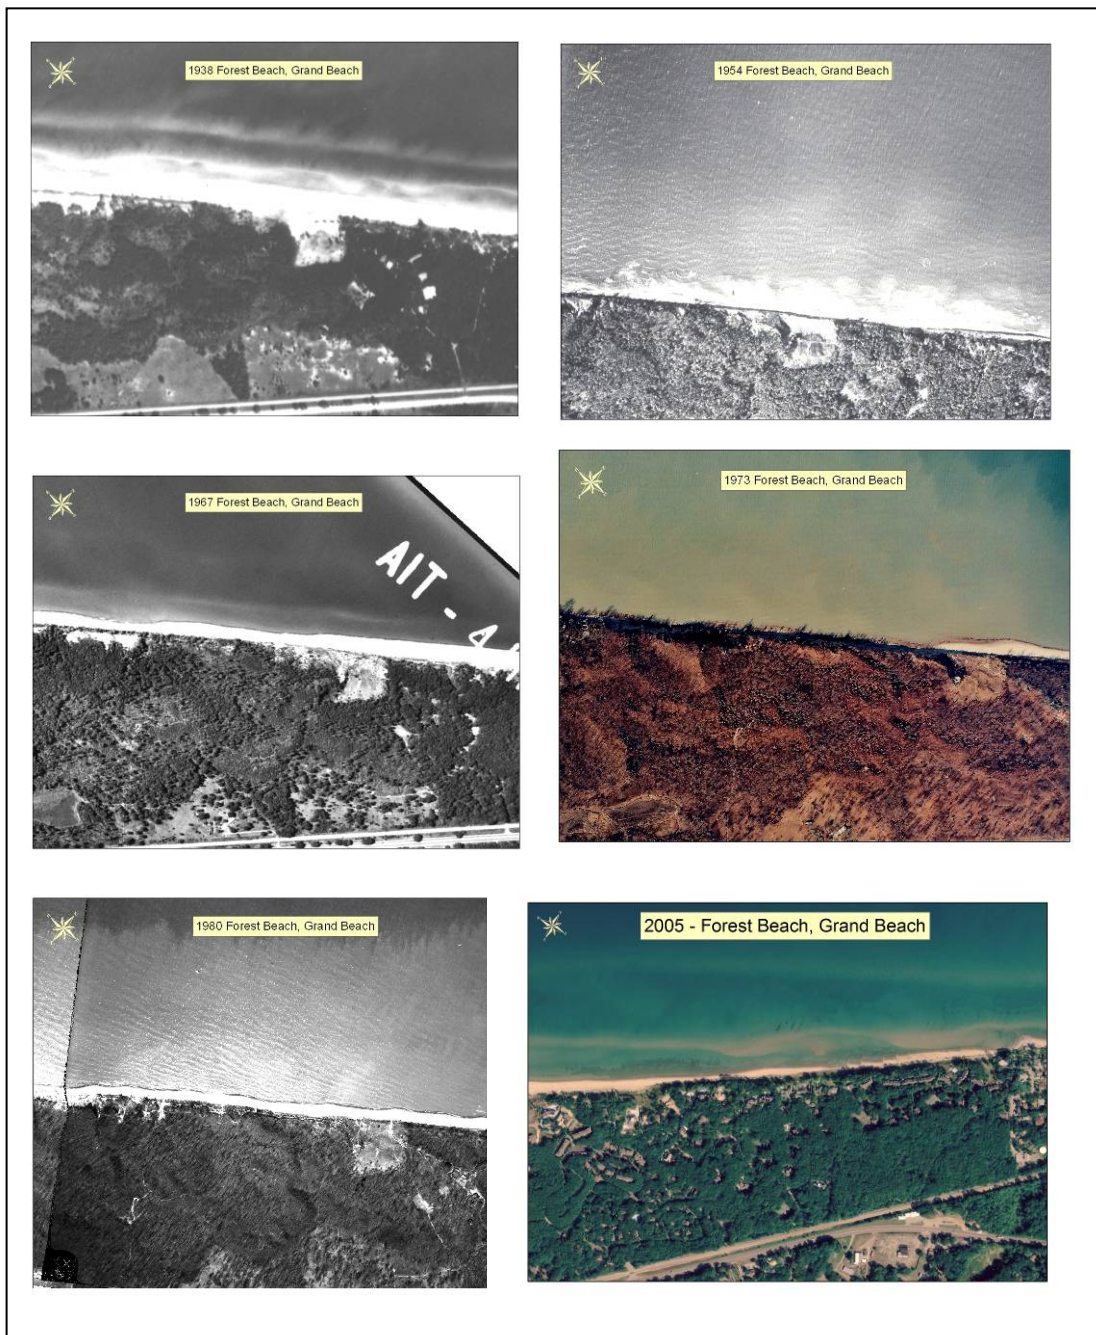 1938 Forest Beach, Grand Beach
1954 Forest Beach, Grand Beach
1967 Forest Beach, Grand Beach
AIT - 4
1973 Forest Beach, Grand Beach
1980 Forest Beach, Grand Beach
2005 - Forest Beach, Grand Beach